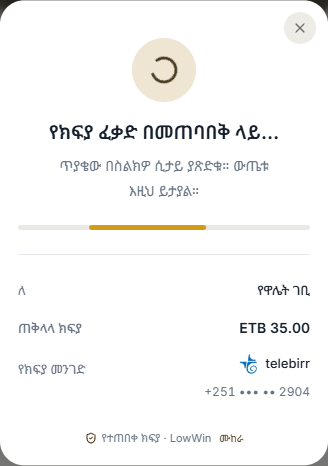 የክፍያ ፈቃድ በመጠባበቅ ላይ...
ጥያቄው በስልክዎ ሲታይ ያጽድቁ። ውጤቱ
እዚህ ይታያል።
ለ የዋሌት ገቢ
ጠቅላላ ክፍያ ETB 35.00
የክፍያ መንገድ telebirr
+251 ••• •• 2904
የተጠበቀ ክፍያ · LowWin ሙከራ